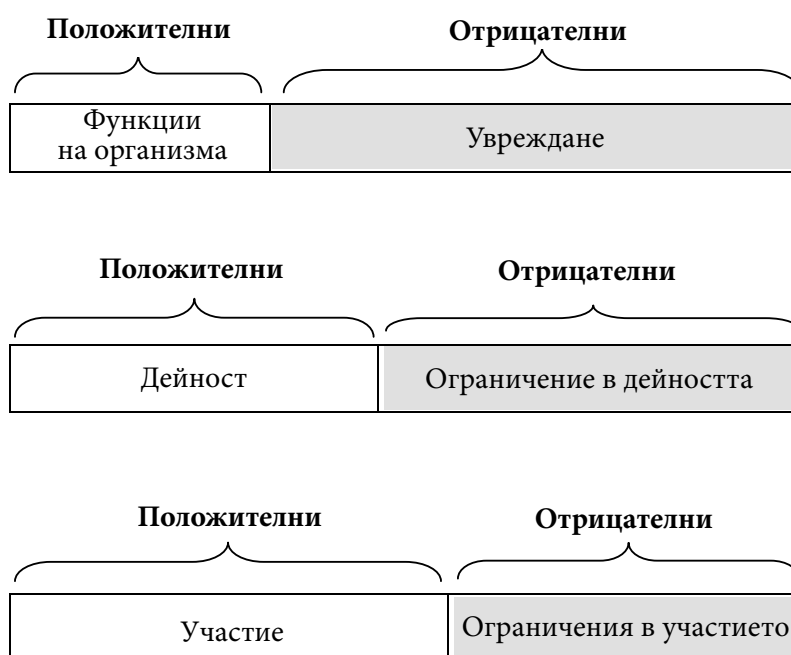 Положителни Отрицателни
Функции
на организма
Увреждане
Положителни Отрицателни
Дейност Ограничение в дейността
Положителни Отрицателни
Участие Ограничения в участието